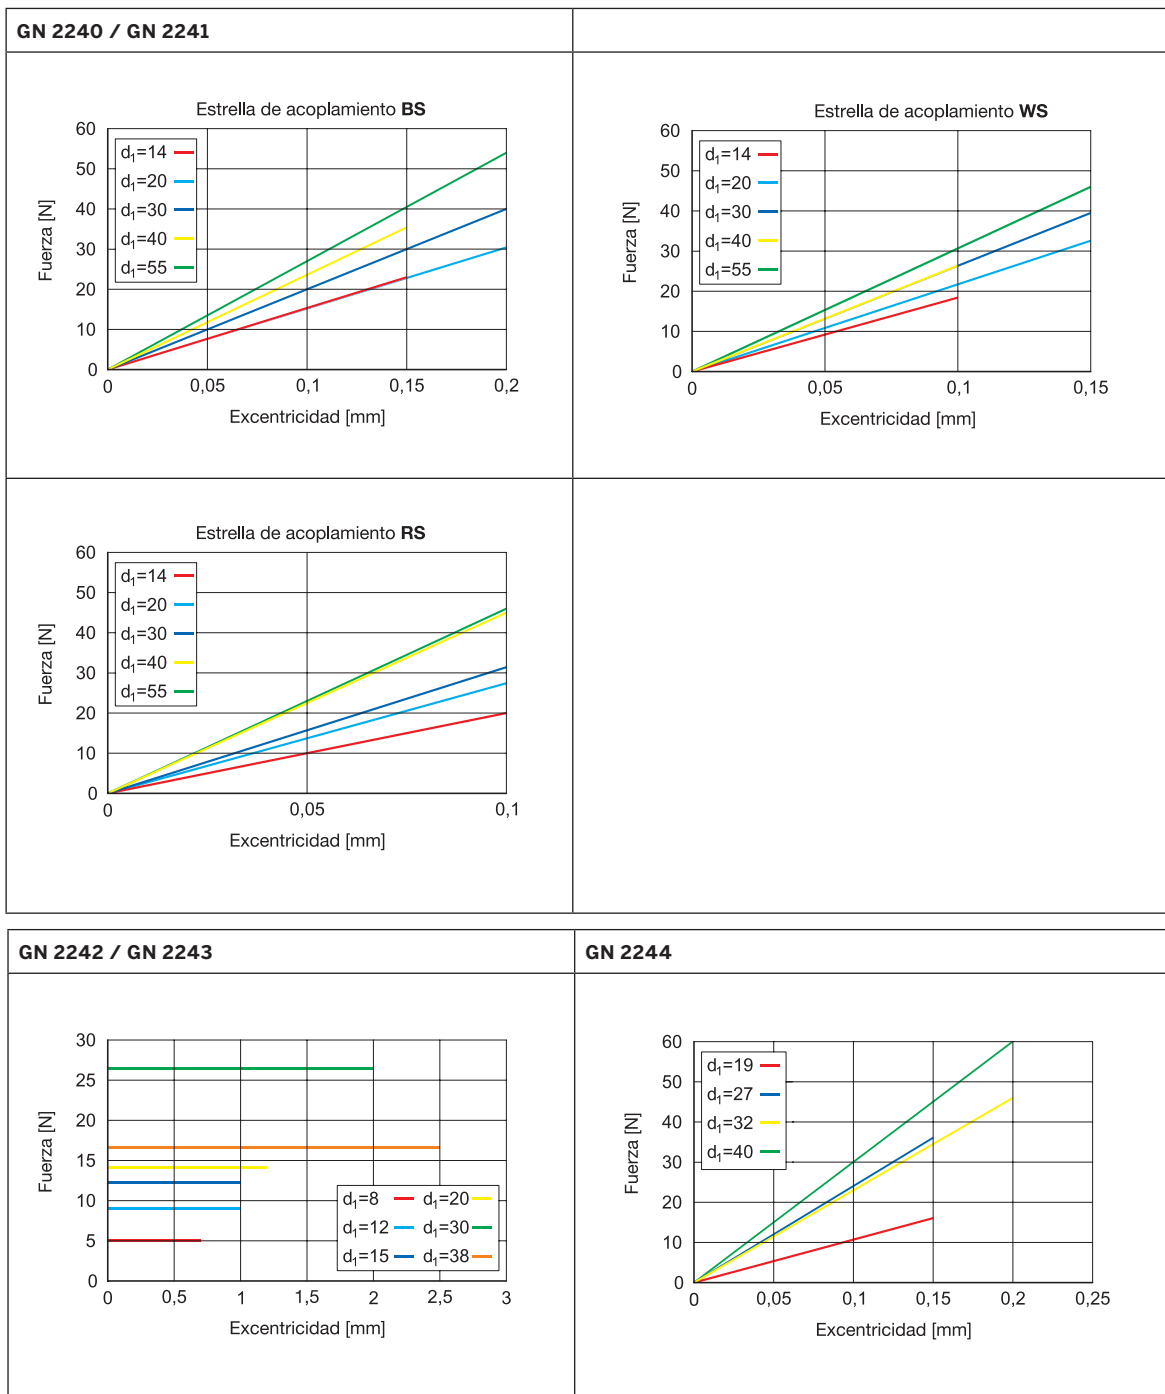 GN 2240 / GN 2241
Estrella de acoplamiento BS
Fuerza [N]
60
50
40
30
20
10
0
d1=14
d1=20
d1=30
d1=40
d1=55
0 0,05 0,1 0,15 0,2
Excentricidad [mm]
Estrella de acoplamiento WS
Fuerza [N]
60
50
40
30
20
10
0
d1=14
d1=20
d1=30
d1=40
d1=55
0 0,05 0,1 0,15
Excentricidad [mm]
Estrella de acoplamiento RS
Fuerza [N]
60
50
40
30
20
10
0
d1=14
d1=20
d1=30
d1=40
d1=55
0 0,05 0,1
Excentricidad [mm]
GN 2242 / GN 2243
Fuerza [N]
30
25
20
15
10
5
0
d1=8 d1=20
d1=12 d1=30
d1=15 d1=38
0 0,5 1 1,5 2 2,5 3
Excentricidad [mm]
GN 2244
Fuerza [N]
60
50
40
30
20
10
0
d1=19
d1=27
d1=32
d1=40
0 0,05 0,1 0,15 0,2 0,25
Excentricidad [mm]